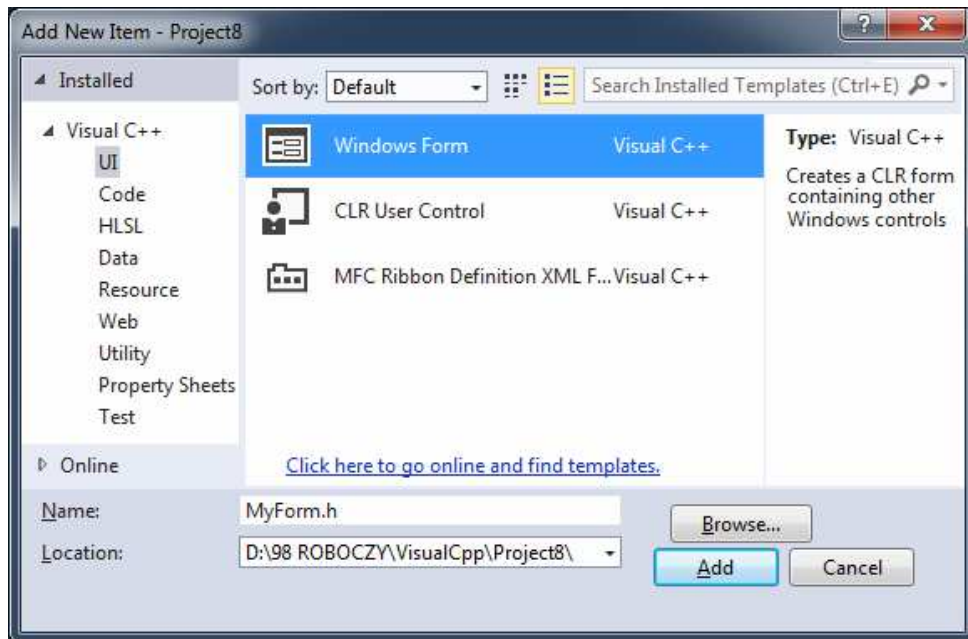 Add New Item - Project8
Installed
Sort by: Default
Search Installed Templates (Ctrl+E)
Visual C++
UI
Code
HLSL
Data
Resource
Web
Utility
Property Sheets
Test
Online
Windows Form Visual C++
CLR User Control Visual C++
MFC Ribbon Definition XML F... Visual C++
Click here to go online and find templates.
Type: Visual C++
Creates a CLR form
containing other
Windows controls
Name: MyForm.h
Browse...
Location: D:\98 ROBOCZY\VisualCpp\Project8\
Add Cancel